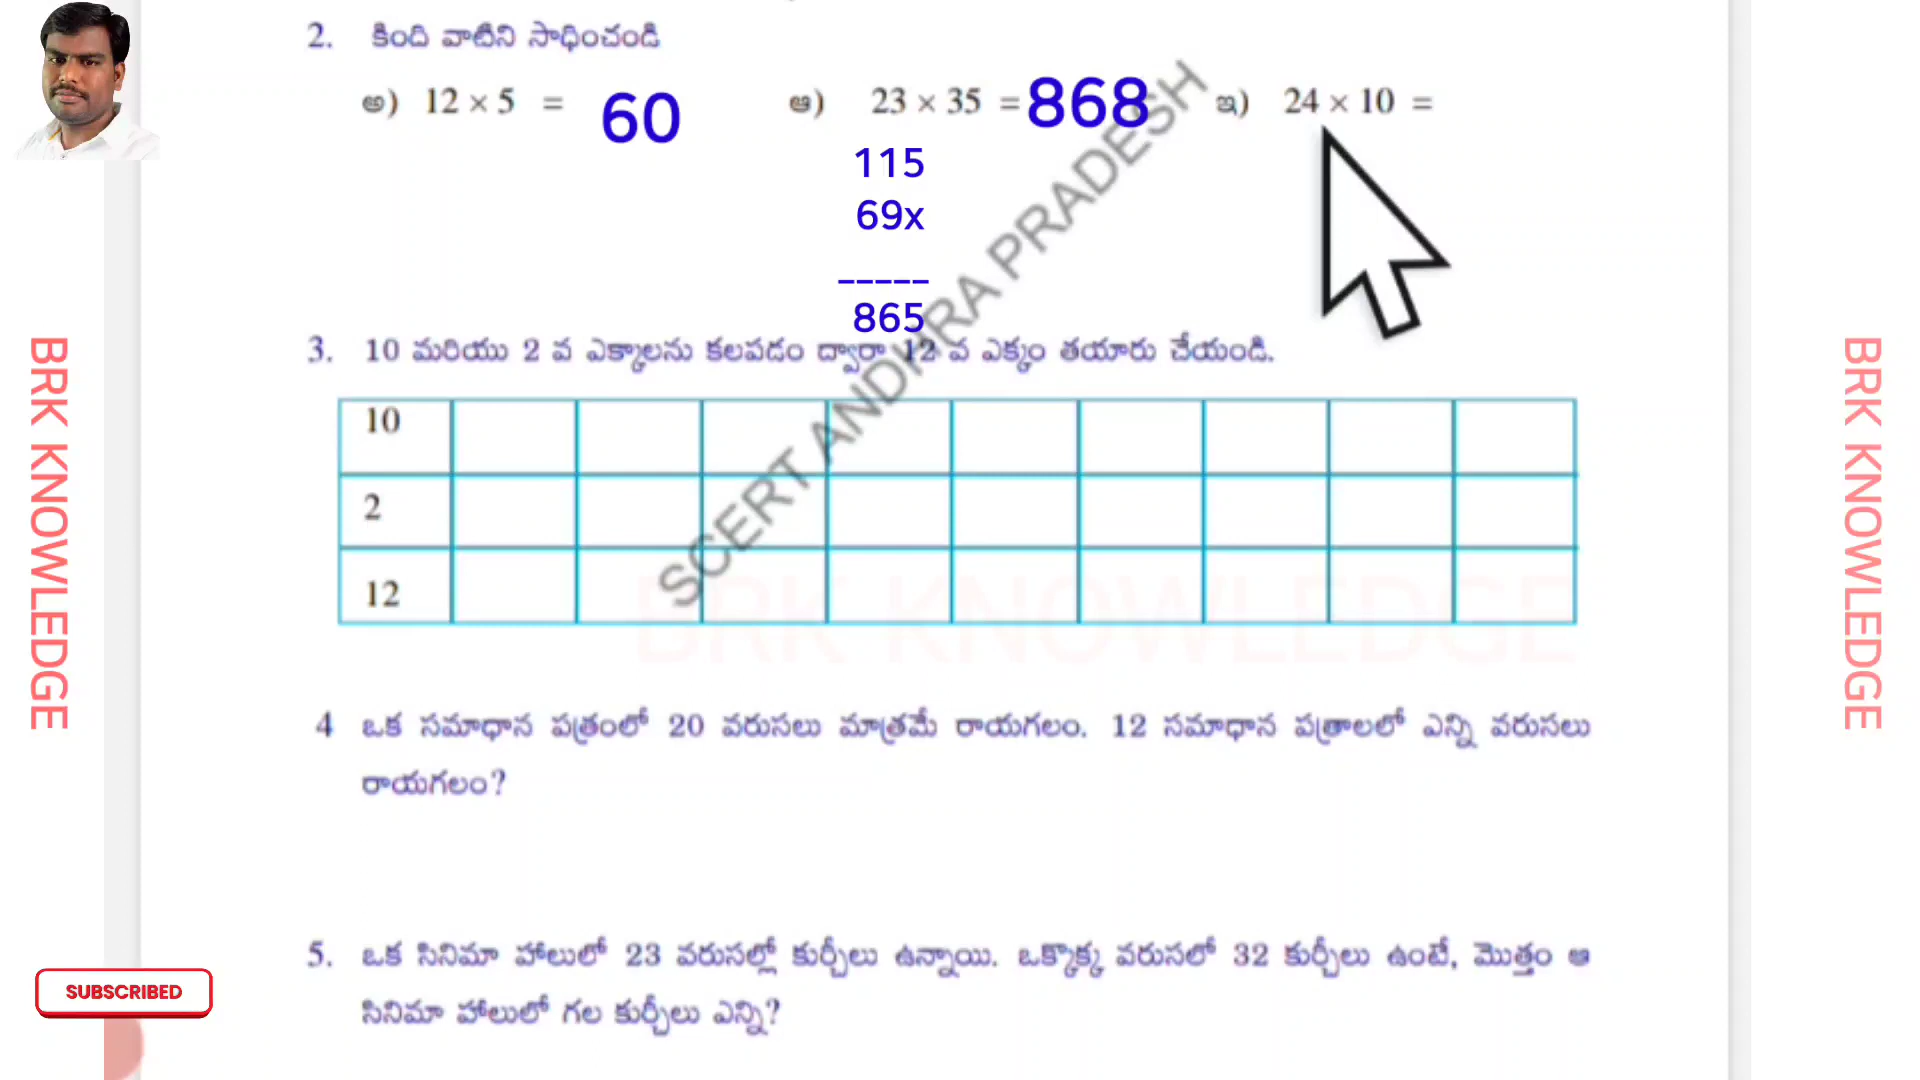 2. కింది వాటిని సాధించండి
అ) 12 × 5 = 60 ఆ) 23 × 35 = 868 ఇ) 24 × 10 =
115
69x
-----
865
3. 10 మరియు 2 వ ఎక్కాలను కలపడం ద్వారా 12 వ ఎక్కం తయారు చేయండి.
10
2
12
4 ఒక సమాధాన పత్రంలో 20 వరుసలు మాత్రమే రాయగలం. 12 సమాధాన పత్రాలలో ఎన్ని వరుసలు
రాయగలం?
5. ఒక సినిమా హాలులో 23 వరుసల్లో కుర్చీలు ఉన్నాయి. ఒక్కొక్క వరుసలో 32 కుర్చీలు ఉంటే, మొత్తం ఆ
సినిమా హాలులో గల కుర్చీలు ఎన్ని?
SCERT ANDHRA PRADESH
BRK KNOWLEDGE
BRK KNOWLEDGE
BRK KNOWLEDGE
SUBSCRIBED